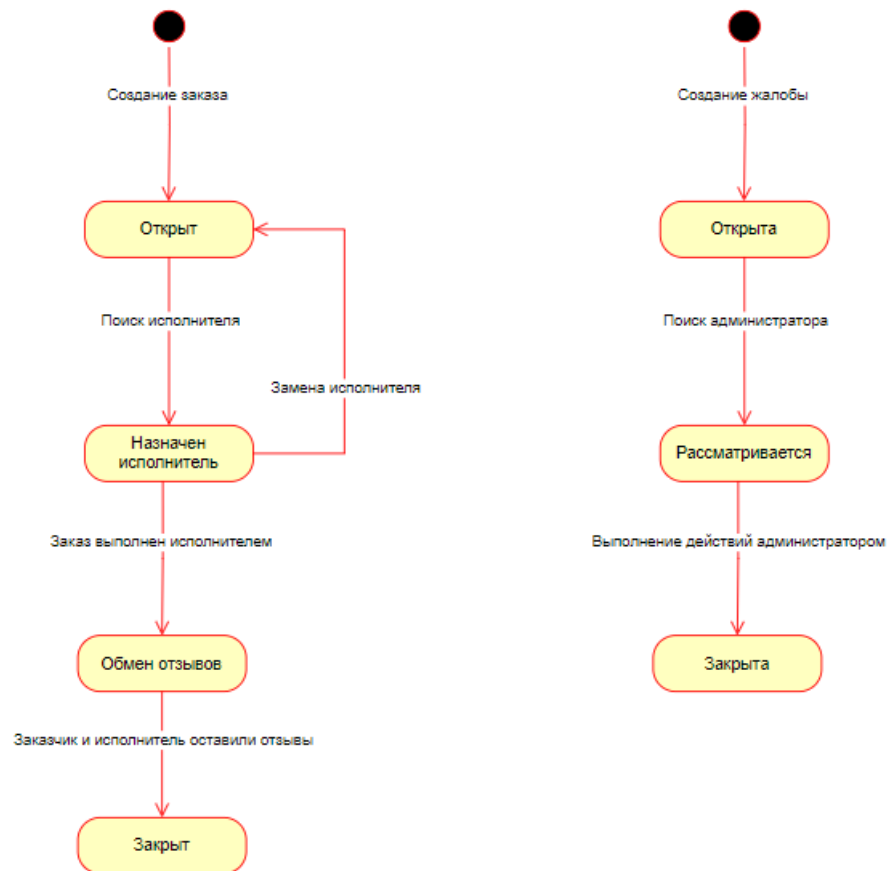 Создание заказа
Открыт
Поиск исполнителя
Замена исполнителя
Назначен
исполнитель
Заказ выполнен исполнителем
Обмен отзывов
Заказчик и исполнитель оставили отзывы
Закрыт
Создание жалобы
Открыта
Поиск администратора
Рассматривается
Выполнение действий администратором
Закрыта